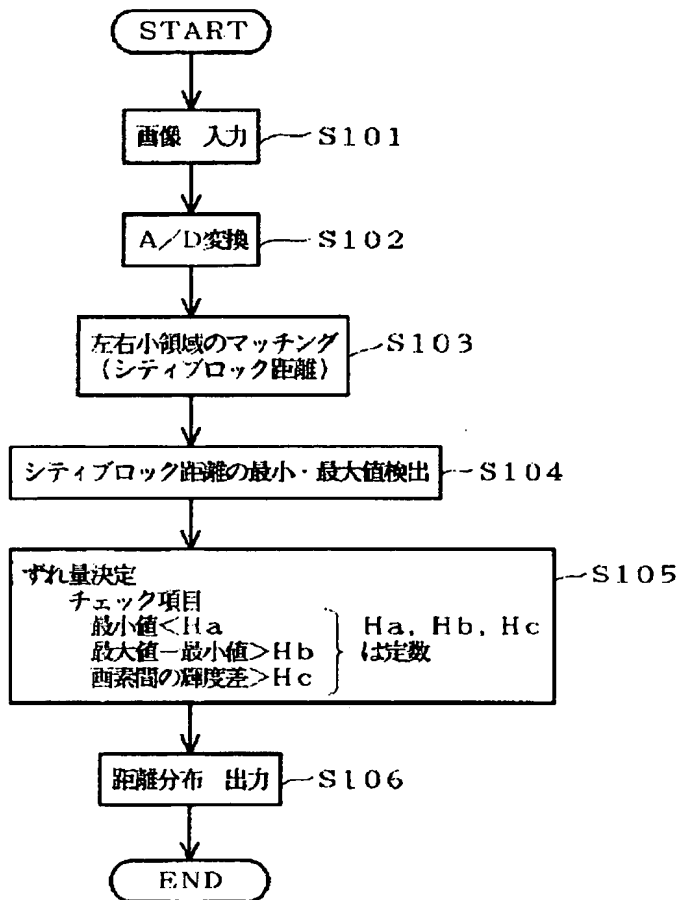 START
画像 入力 S101
A/D変換 S102
左右小領域のマッチング
(シティブロック距離) S103
シティブロック距離の最小・最大値検出 S104
ずれ量決定 S105
チェック項目
最小値<Ha
最大値-最小値>Hb
画素間の輝度差>Hc
Ha, Hb, Hc
は定数
距離分布 出力 S106
END